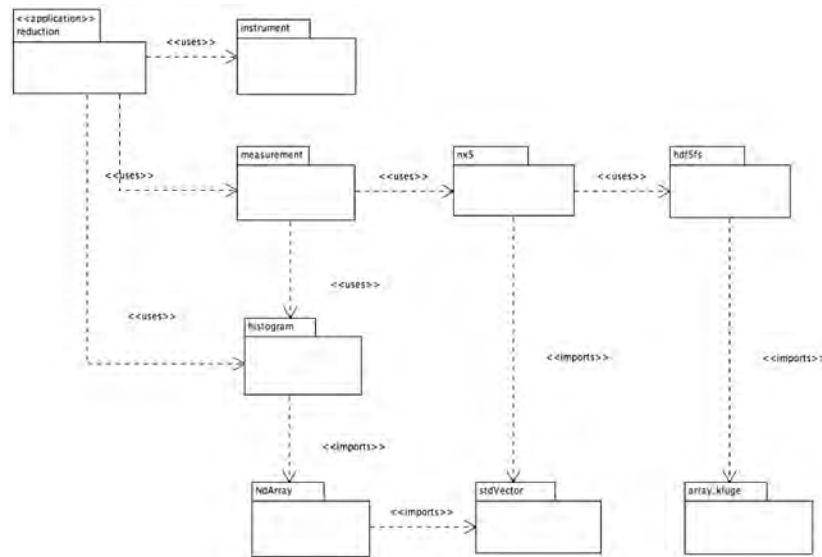 <<application>>
reduction
instrument
<<uses>>
measurement
nx5
hdf5fs
<<uses>>
<<uses>>
<<uses>>
<<uses>>
<<uses>>
histogram
<<imports>>
<<imports>>
<<imports>>
NdArray
stdVector
array_kluge
<<imports>>